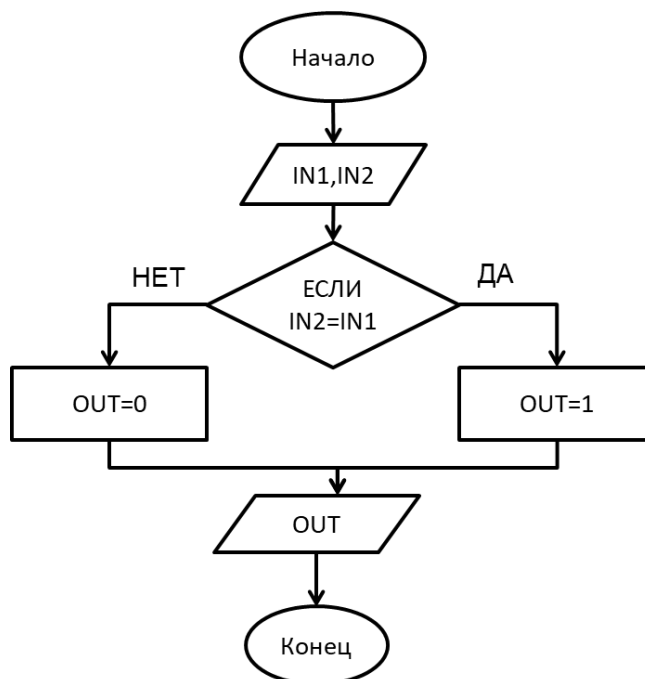 Начало
IN1,IN2
НЕТ
ЕСЛИ
IN2=IN1
ДА
OUT=0
OUT=1
OUT
Конец